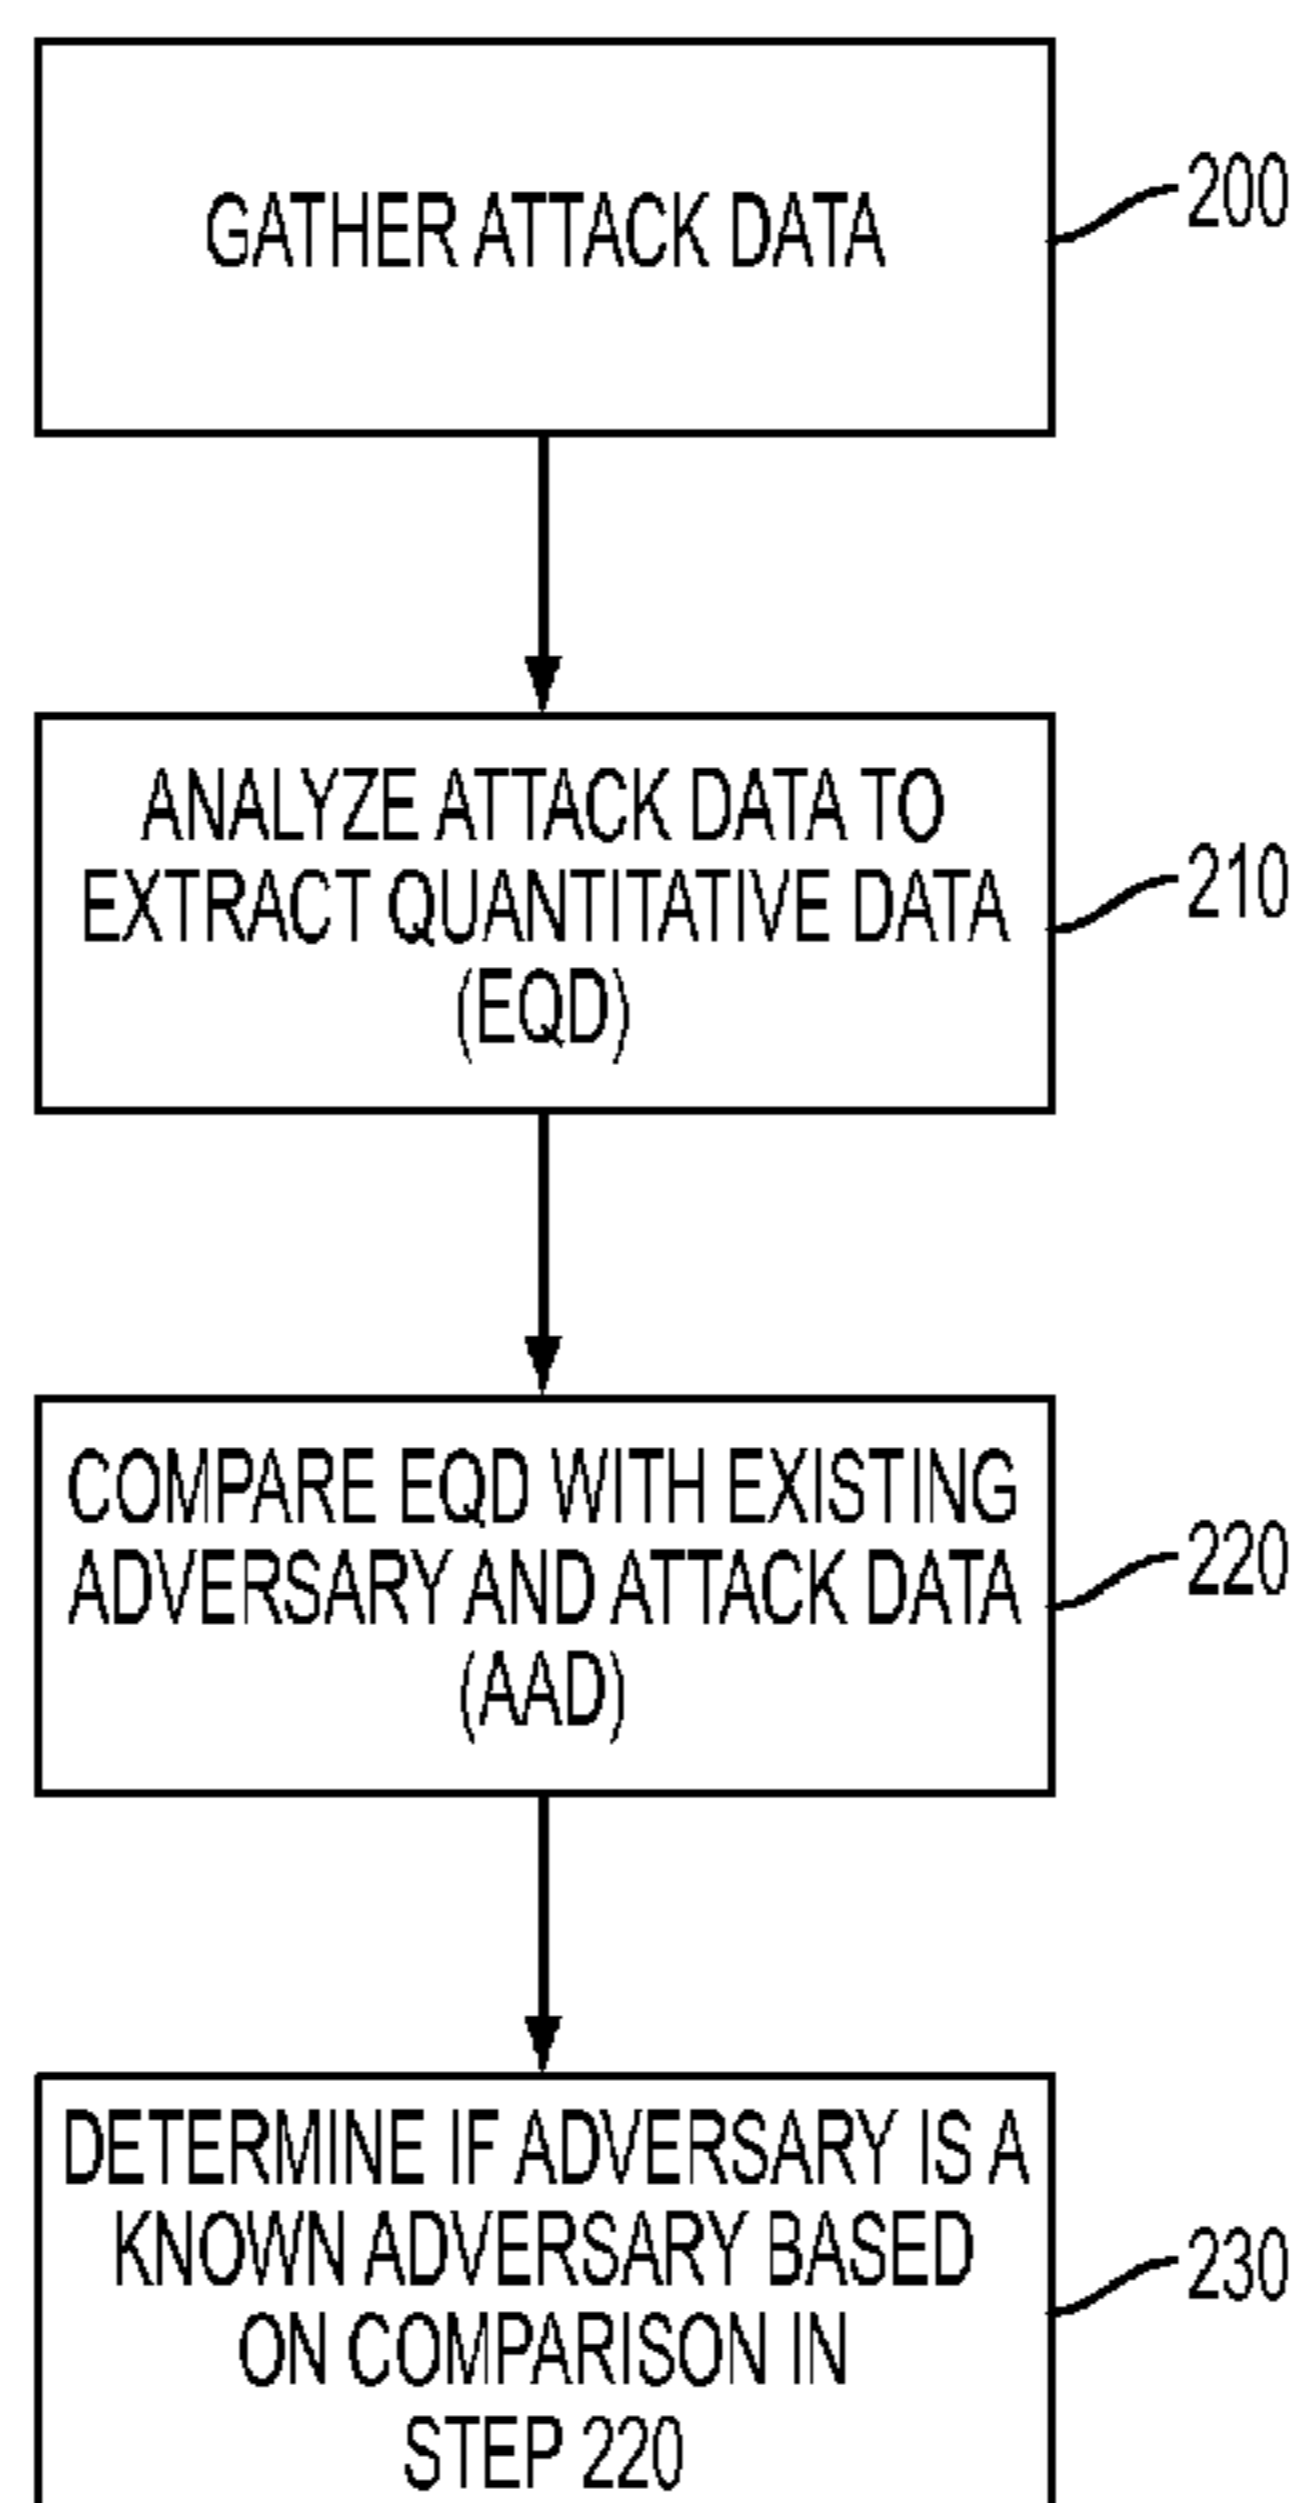 GATHER ATTACK DATA
200
ANALYZE ATTACK DATA TO
EXTRACT QUANTITATIVE DATA
(EQD)
210
COMPARE EQD WITH EXISTING
ADVERSARY AND ATTACK DATA
(AAD)
220
DETERMINE IF ADVERSARY IS A
KNOWN ADVERSARY BASED
ON COMPARISON IN
STEP 220
230